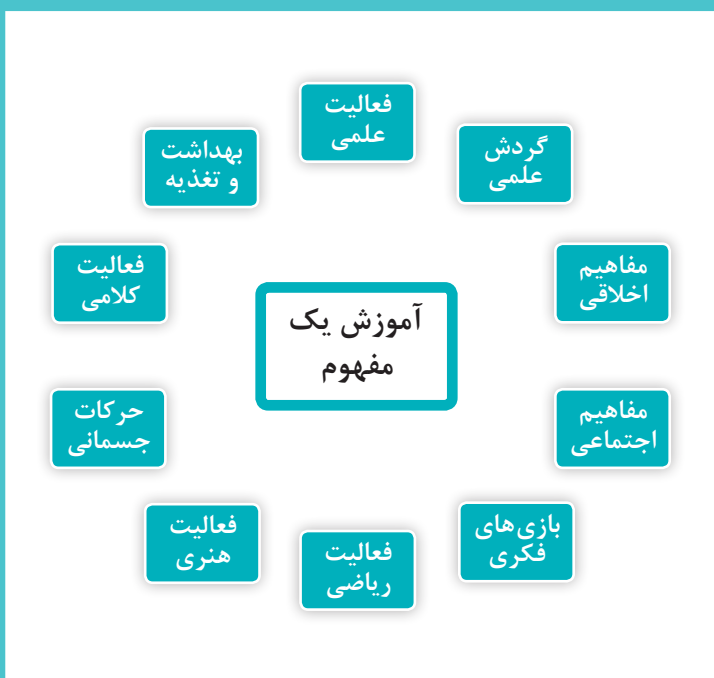 فعالیت
علمی
گردش
علمی
بهداشت
و تغذیه
مفاهیم
اخلاقی
فعالیت
کلامی
آموزش یک
مفهوم
مفاهیم
اجتماعی
حرکات
جسمانی
بازی‌های
فکری
فعالیت
هنری
فعالیت
ریاضی